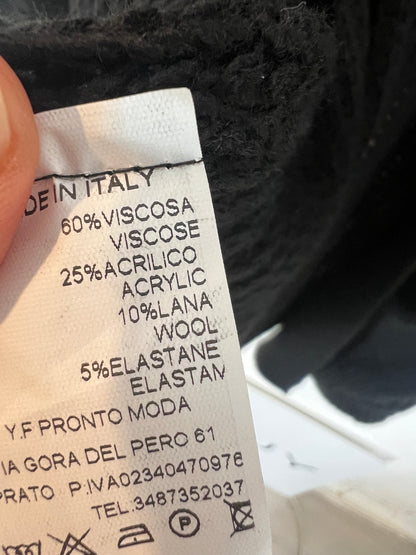 DE IN ITALY
60%VISCOSA
VISCOSE
25%ACRILICO
ACRYLIC
10%LANA
WOOL
5%ELASTANE
ELASTAN
Y.F PRONTO MODA
IA GORA DEL PERO 61
PRATO P.IVA02340470976
TEL.3487352037
P